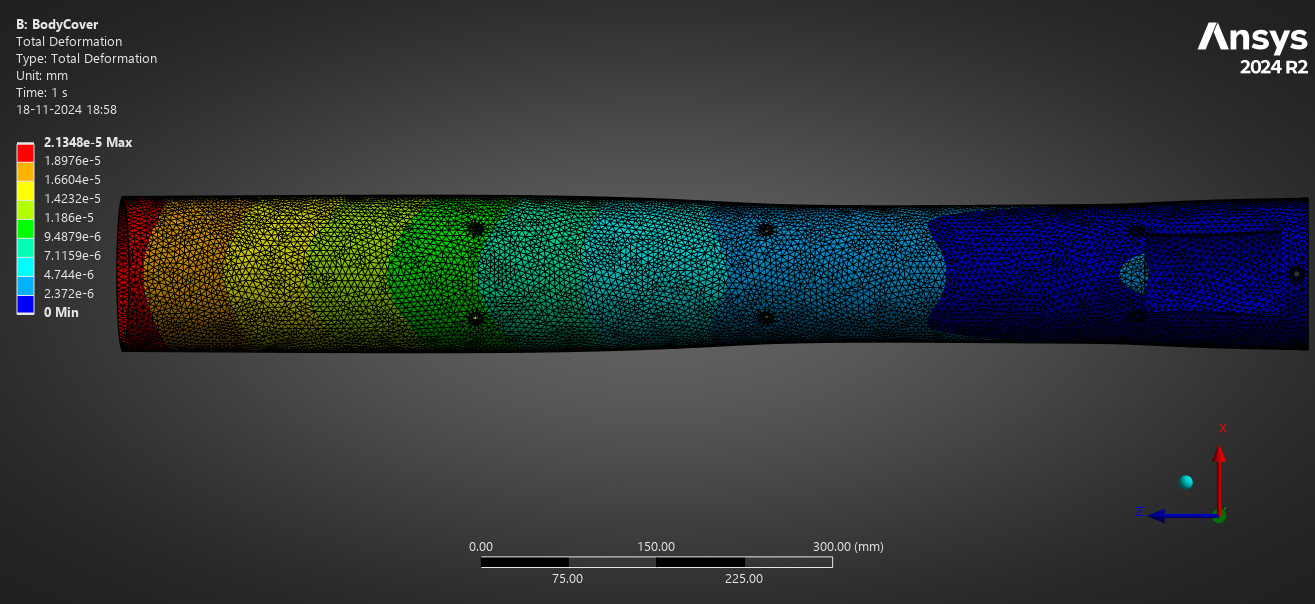 B: BodyCover
Total Deformation
Type: Total Deformation
Unit: mm
Time: 1 s
18-11-2024 18:58
Ansys
2024 R2
2.1348e-5 Max
1.8976e-5
1.6604e-5
1.4232e-5
1.186e-5
9.4879e-6
7.1159e-6
4.744e-6
2.372e-6
0 Min
X
Z
0.00 150.00 300.00 (mm)
75.00 225.00